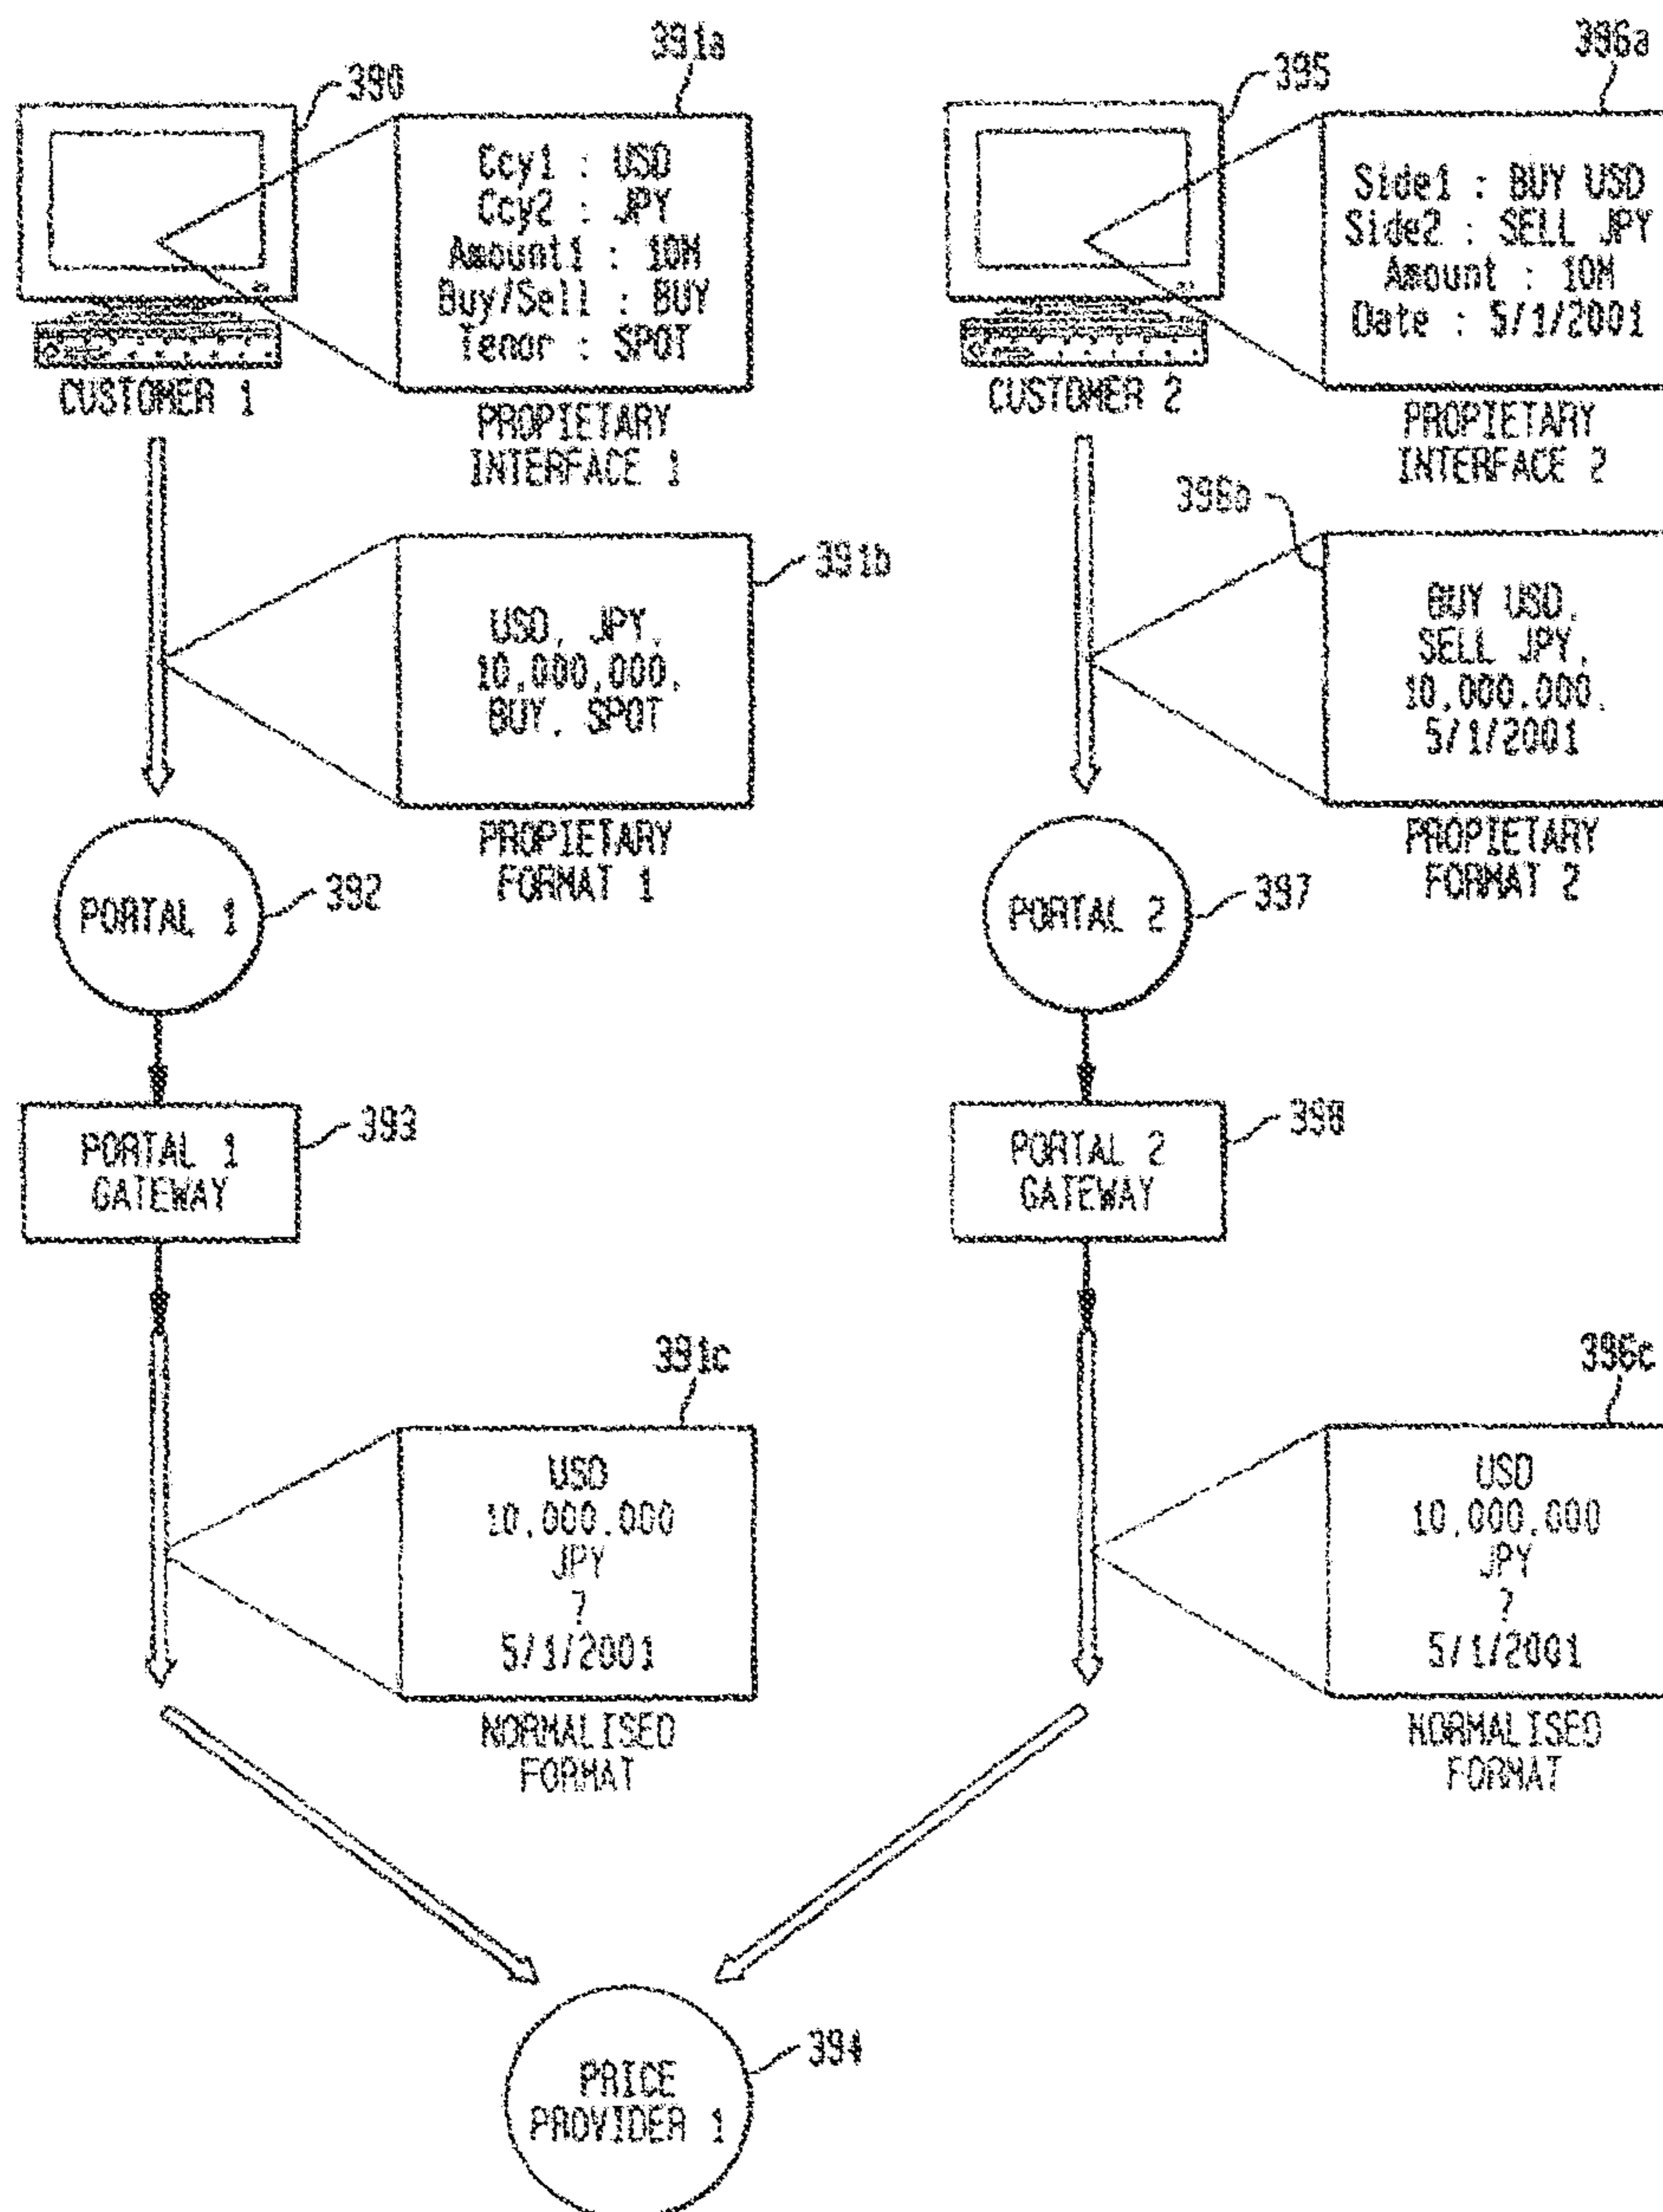 390
391a
Ccy1 : USD
Ccy2 : JPY
Amount1 : 10M
Buy/Sell : BUY
Tenor : SPOT
CUSTOMER 1
PROPIETARY
INTERFACE 1
391b
USD, JPY,
10,000,000,
BUY, SPOT
PROPIETARY
FORMAT 1
PORTAL 1
392
PORTAL 1
GATEWAY
393
391c
USD
10,000,000
JPY
?
5/1/2001
NORMALISED
FORMAT
395
396a
Side1 : BUY USD
Side2 : SELL JPY
Amount : 10M
Date : 5/1/2001
CUSTOMER 2
PROPIETARY
INTERFACE 2
396b
BUY USD,
SELL JPY,
10,000,000,
5/1/2001
PROPIETARY
FORMAT 2
PORTAL 2
397
PORTAL 2
GATEWAY
398
396c
USD
10,000,000
JPY
?
5/1/2001
NORMALISED
FORMAT
394
PRICE
PROVIDER 1